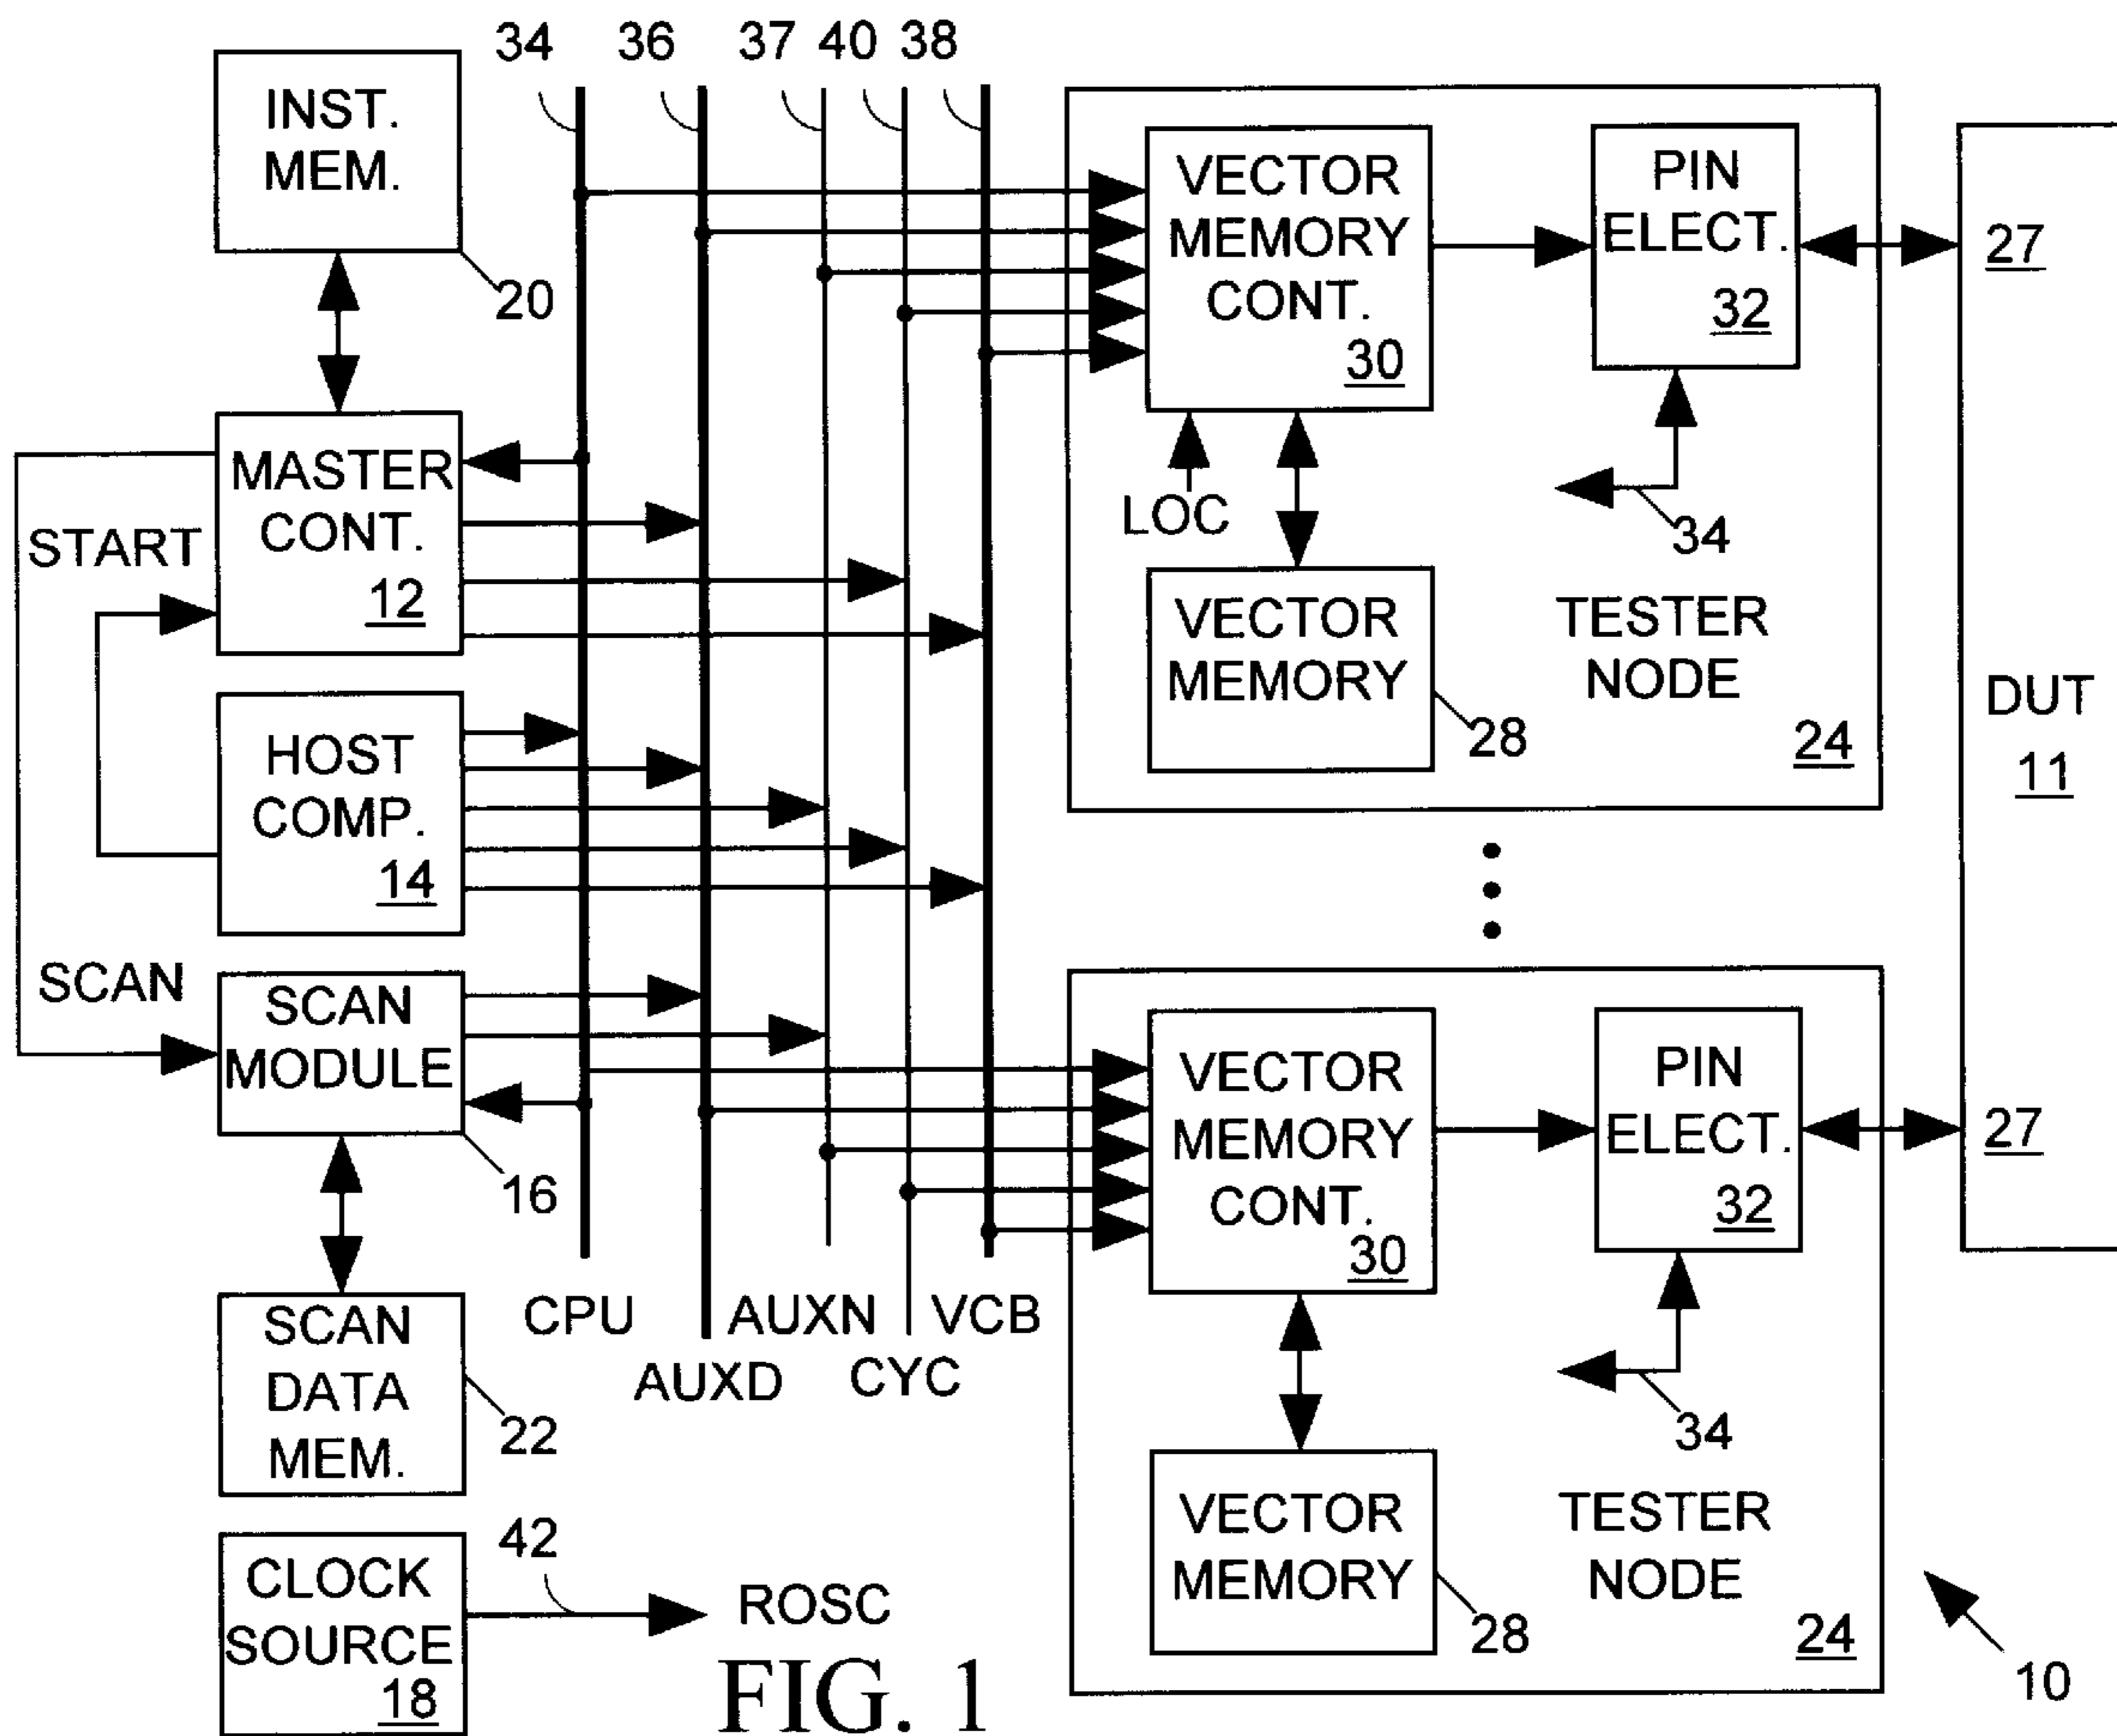 34 36 37 40 38
INST.
MEM.
20
MASTER
CONT.
12
START
HOST
COMP.
14
SCAN
SCAN
MODULE
16
SCAN
DATA
MEM.
22
CLOCK
SOURCE
18
42
ROSC
CPU
AUXD
AUXN
CYC
VCB
VECTOR
MEMORY
CONT.
30
PIN
ELECT.
32
LOC
34
VECTOR
MEMORY
28
TESTER
NODE
24
27
DUT
11
27
VECTOR
MEMORY
CONT.
30
PIN
ELECT.
32
34
VECTOR
MEMORY
28
TESTER
NODE
24
10
FIG. 1